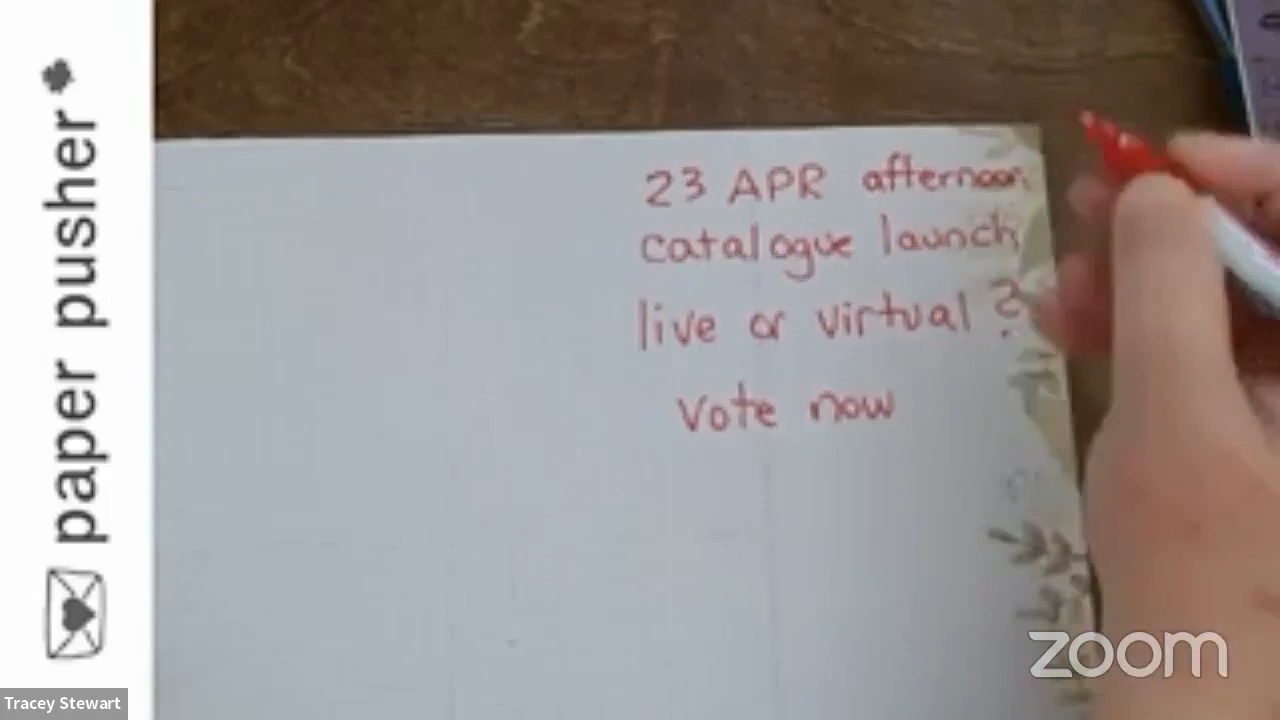 paper pusher
23 APR afternoon
catalogue launch
live or virtual?
vote now
zoom
Tracey Stewart